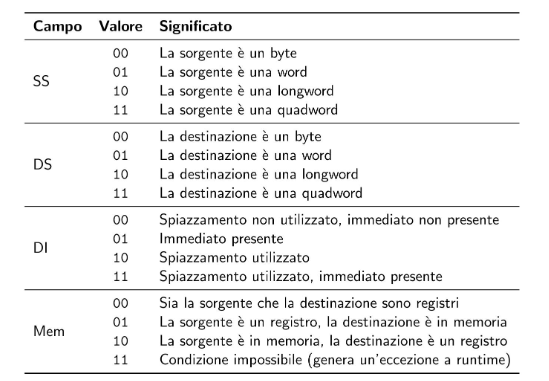 Campo Valore Significato
00 La sorgente è un byte
01 La sorgente è una word
SS
10 La sorgente è una longword
11 La sorgente è una quadword
00 La destinazione è un byte
01 La destinazione è una word
DS
10 La destinazione è una longword
11 La destinazione è una quadword
00 Spiazzamento non utilizzato, immediato non presente
01 Immediato presente
DI
10 Spiazzamento utilizzato
11 Spiazzamento utilizzato, immediato presente
00 Sia la sorgente che la destinazione sono registri
01 La sorgente è un registro, la destinazione è in memoria
Mem
10 La sorgente è in memoria, la destinazione è un registro
11 Condizione impossibile (genera un'eccezione a runtime)